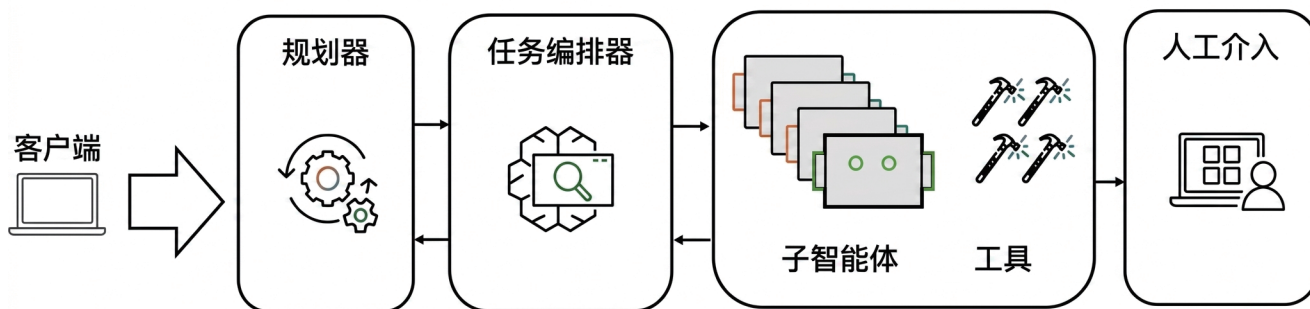 客户端
规划器
任务编排器
子智能体
工具
人工介入